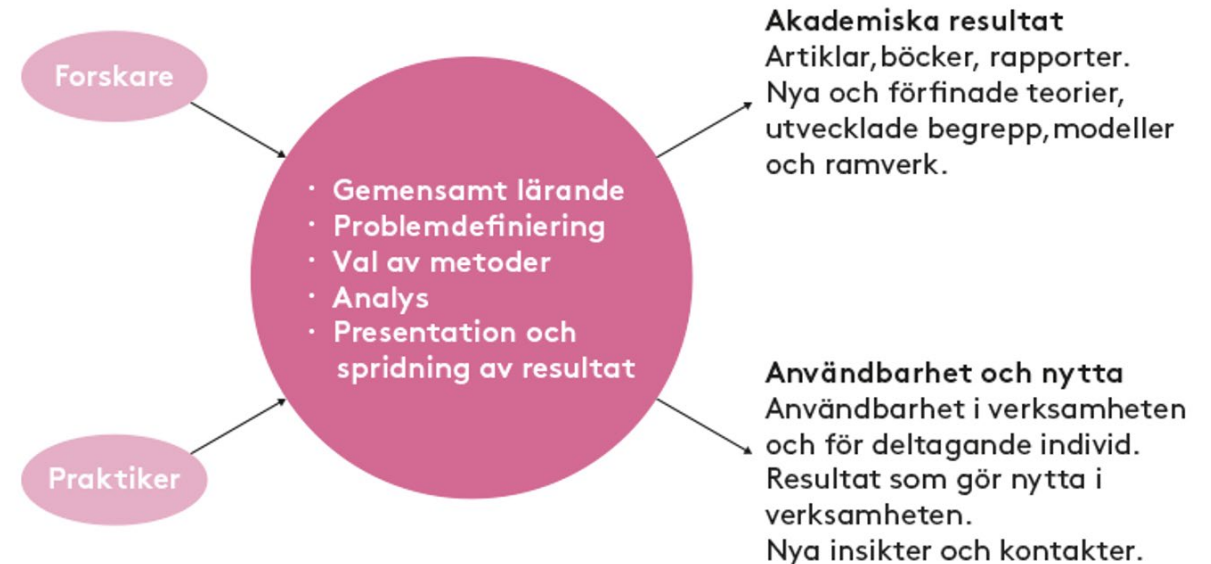 Forskare
Praktiker
· Gemensamt lärande
· Problemdefiniering
· Val av metoder
· Analys
· Presentation och
spridning av resultat
Akademiska resultat
Artiklar, böcker, rapporter.
Nya och förfinade teorier,
utvecklade begrepp, modeller
och ramverk.
Användbarhet och nytta
Användbarhet i verksamheten
och för deltagande individ.
Resultat som gör nytta i
verksamheten.
Nya insikter och kontakter.